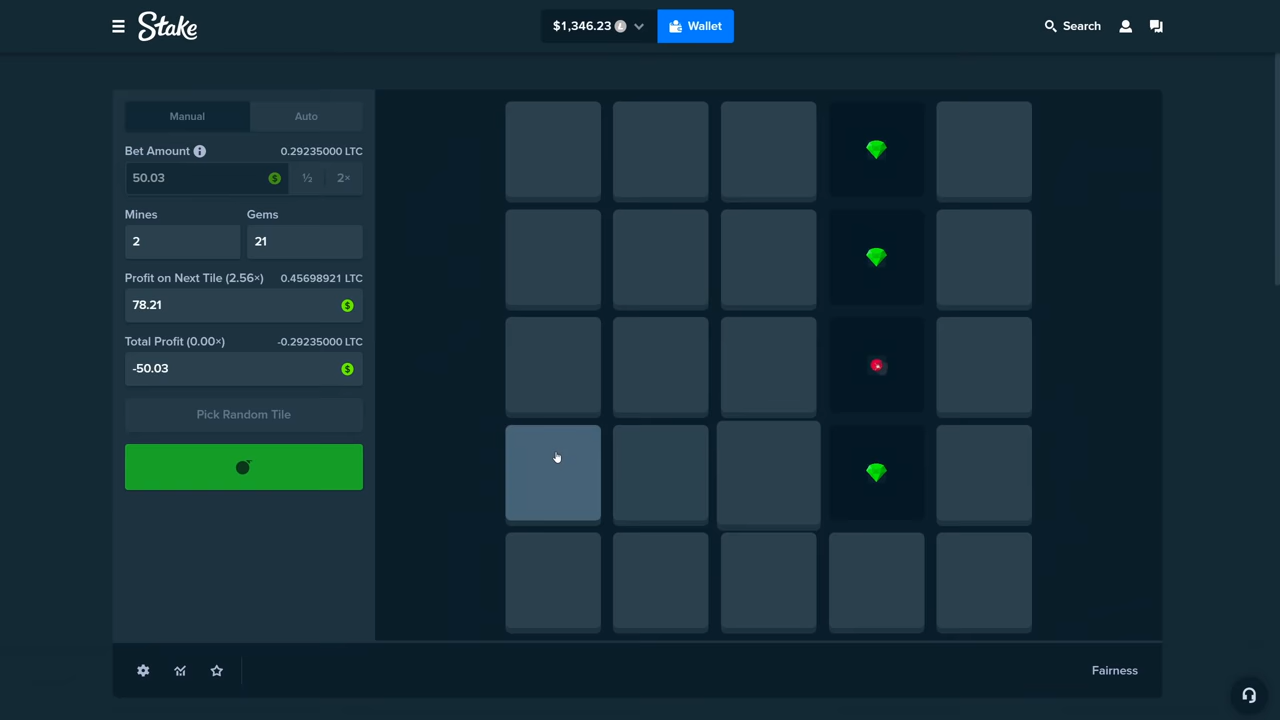 Stake
$1,346.23
Wallet
Search
Manual
Auto
Bet Amount
0.29235000 LTC
50.03
½
2×
Mines
Gems
2
21
Profit on Next Tile (2.56×)
0.45698921 LTC
78.21
Total Profit (0.00×)
-0.29235000 LTC
-50.03
Pick Random Tile
Fairness